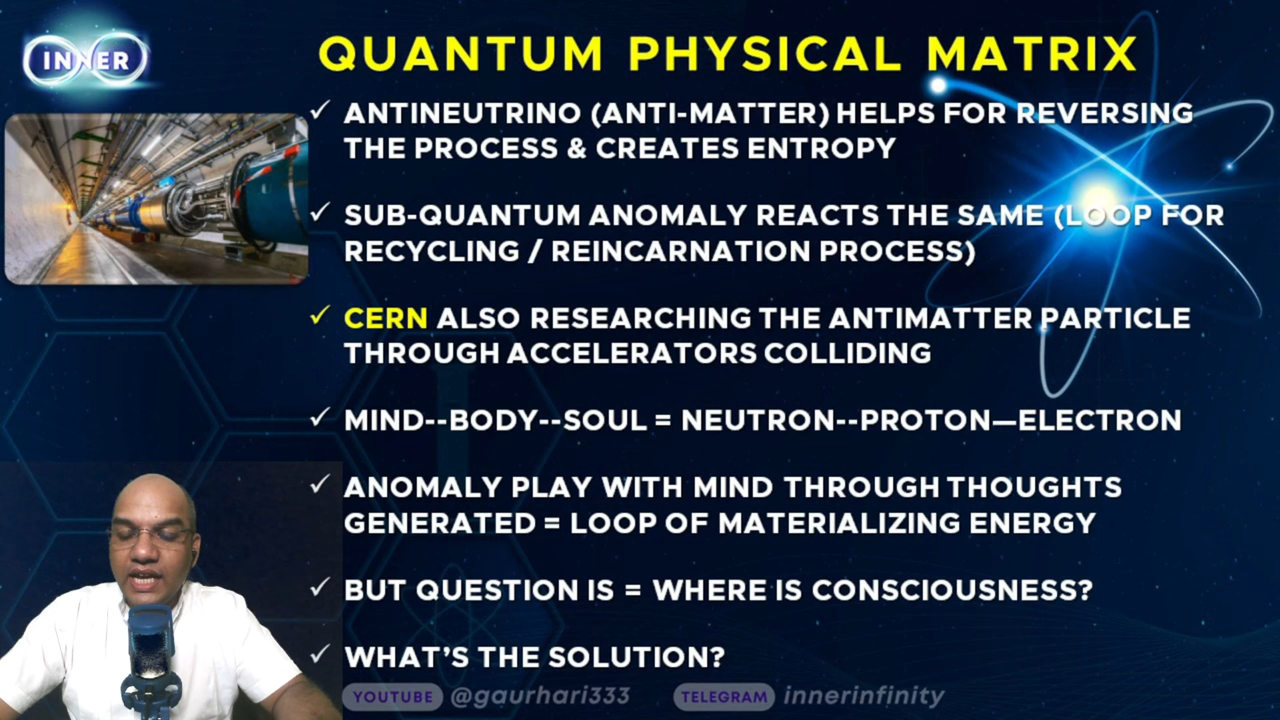 INNER
QUANTUM PHYSICAL MATRIX
✓ ANTINEUTRINO (ANTI-MATTER) HELPS FOR REVERSING
THE PROCESS & CREATES ENTROPY
✓ SUB-QUANTUM ANOMALY REACTS THE SAME (LOOP FOR
RECYCLING / REINCARNATION PROCESS)
✓ CERN ALSO RESEARCHING THE ANTIMATTER PARTICLE
THROUGH ACCELERATORS COLLIDING
✓ MIND--BODY--SOUL = NEUTRON--PROTON—ELECTRON
✓ ANOMALY PLAY WITH MIND THROUGH THOUGHTS
GENERATED = LOOP OF MATERIALIZING ENERGY
✓ BUT QUESTION IS = WHERE IS CONSCIOUSNESS?
✓ WHAT'S THE SOLUTION?
YOUTUBE @gaurhari333 TELEGRAM innerinfinity